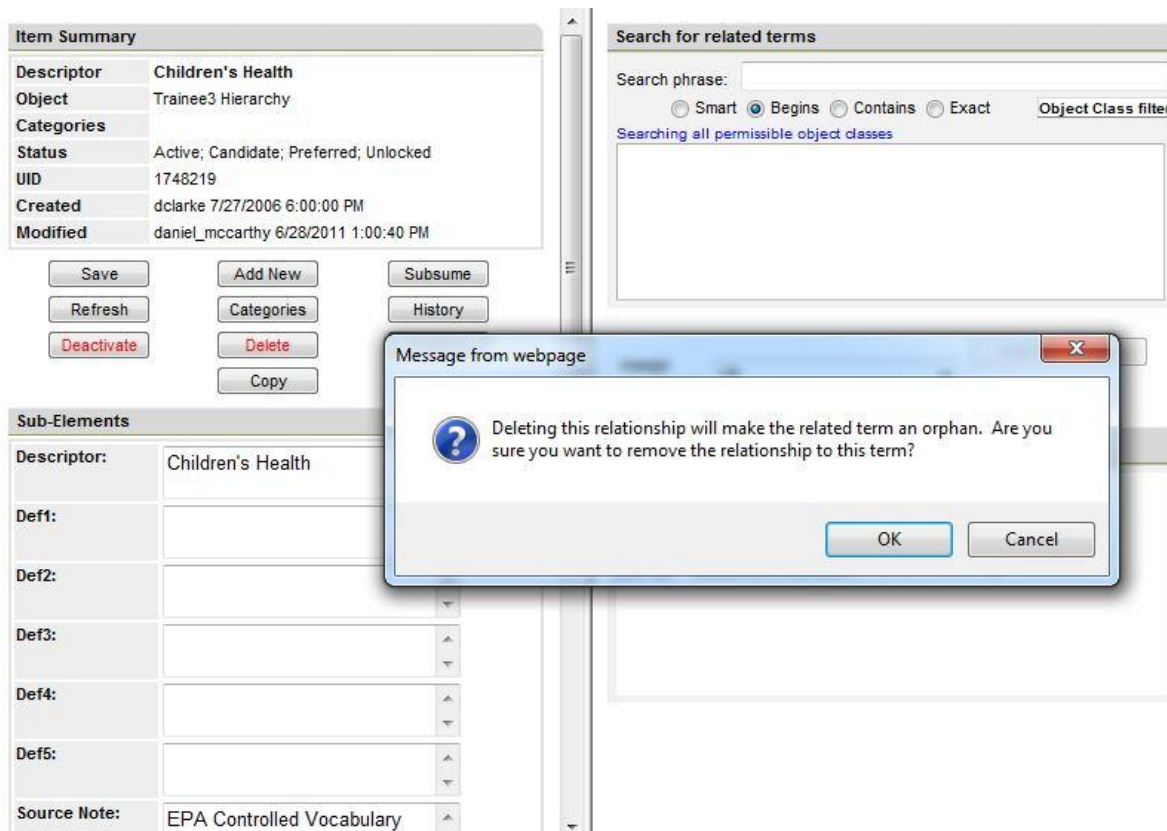 Item Summary
Descriptor Children's Health
Object Trainee3 Hierarchy
Categories
Status Active; Candidate; Preferred; Unlocked
UID 1748219
Created dclarke 7/27/2006 6:00:00 PM
Modified daniel_mccarthy 6/28/2011 1:00:40 PM
Save Add New Subsume
Refresh Categories History
Deactivate Delete
Copy
Sub-Elements
Descriptor: Children's Health
Def1:
Def2:
Def3:
Def4:
Def5:
Source Note: EPA Controlled Vocabulary
Search for related terms
Search phrase:
Smart Begins Contains Exact Object Class filter
Searching all permissible object classes
Message from webpage
Deleting this relationship will make the related term an orphan. Are you
sure you want to remove the relationship to this term?
OK Cancel